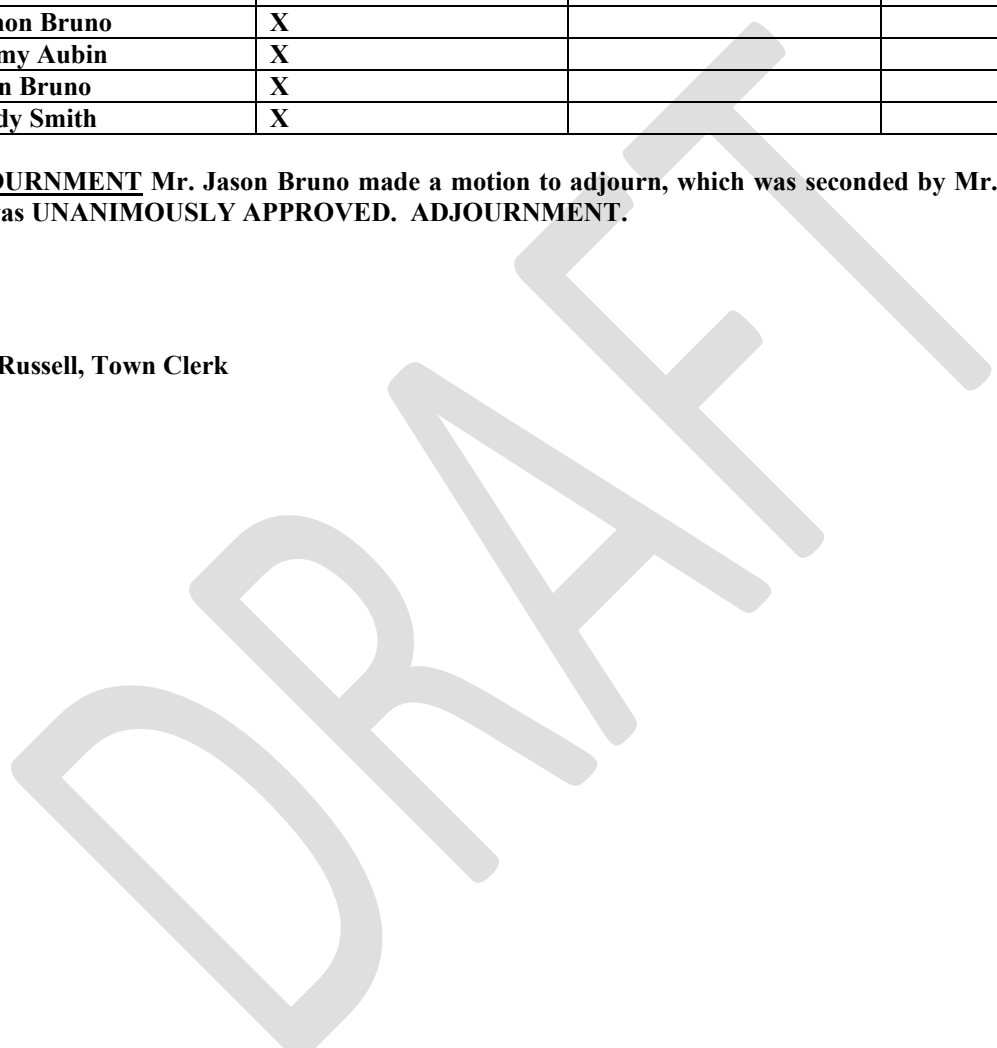 non Bruno X
my Aubin X
n Bruno X
dy Smith X
OURNMENT Mr. Jason Bruno made a motion to adjourn, which was seconded by Mr.
was UNANIMOUSLY APPROVED. ADJOURNMENT.
Russell, Town Clerk
DRAFT